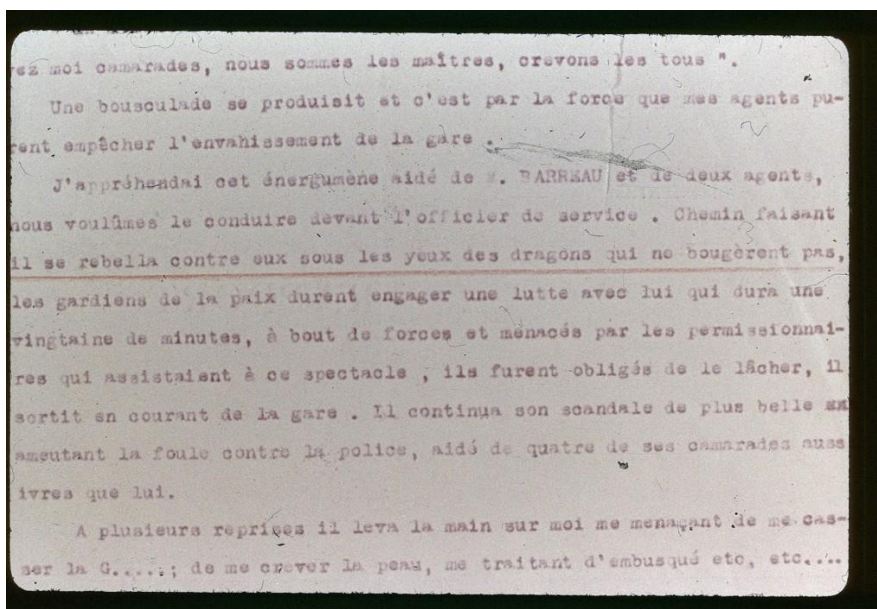 vez moi camarades, nous sommes les maîtres, crevons les tous ".
Une bousculade se produisit et c'est par la force que mes agents pu-
rent empêcher l'envahissement de la gare .
J'appréhendai cet énergumène aidé de M. BARREAU et de deux agents,
nous voulûmes le conduire devant l'officier de service . Chemin faisant
il se rebella contre eux sous les yeux des dragons qui ne bougèrent pas,
les gardiens de la paix durent engager une lutte avec lui qui dura une
vingtaine de minutes, à bout de forces et menacés par les permissionnai-
res qui assistaient à ce spectacle , ils furent obligés de le lâcher, il
sortit en courant de la gare . Il continua son scandale de plus belle
ameutant la foule contre la police, aidé de quatre de ses camarades auss
ivres que lui.
A plusieurs reprises il leva la main sur moi me menaçant de me cas-
ser la G.....; de me crever la peau, me traitant d'embusqué etc, etc....